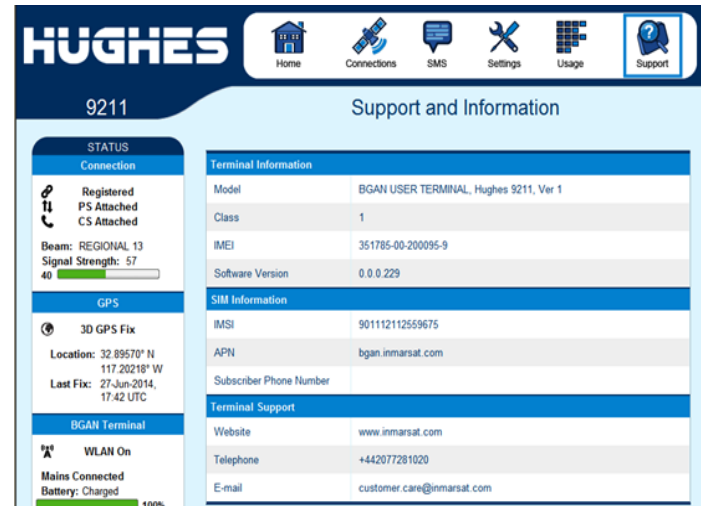 HUGHES
Home
Connections
SMS
Settings
Usage
Support
9211
Support and Information
STATUS
Connection
Registered
PS Attached
CS Attached
Beam: REGIONAL 13
Signal Strength: 57
40
GPS
3D GPS Fix
Location: 32.89570° N
117.20218° W
Last Fix: 27-Jun-2014,
17:42 UTC
BGAN Terminal
WLAN On
Mains Connected
Battery: Charged
100%
Terminal Information
Model BGAN USER TERMINAL, Hughes 9211, Ver 1
Class 1
IMEI 351785-00-200095-9
Software Version 0.0.0.229
SIM Information
IMSI 901112112559675
APN bgan.inmarsat.com
Subscriber Phone Number
Terminal Support
Website www.inmarsat.com
Telephone +442077281020
E-mail customer.care@inmarsat.com